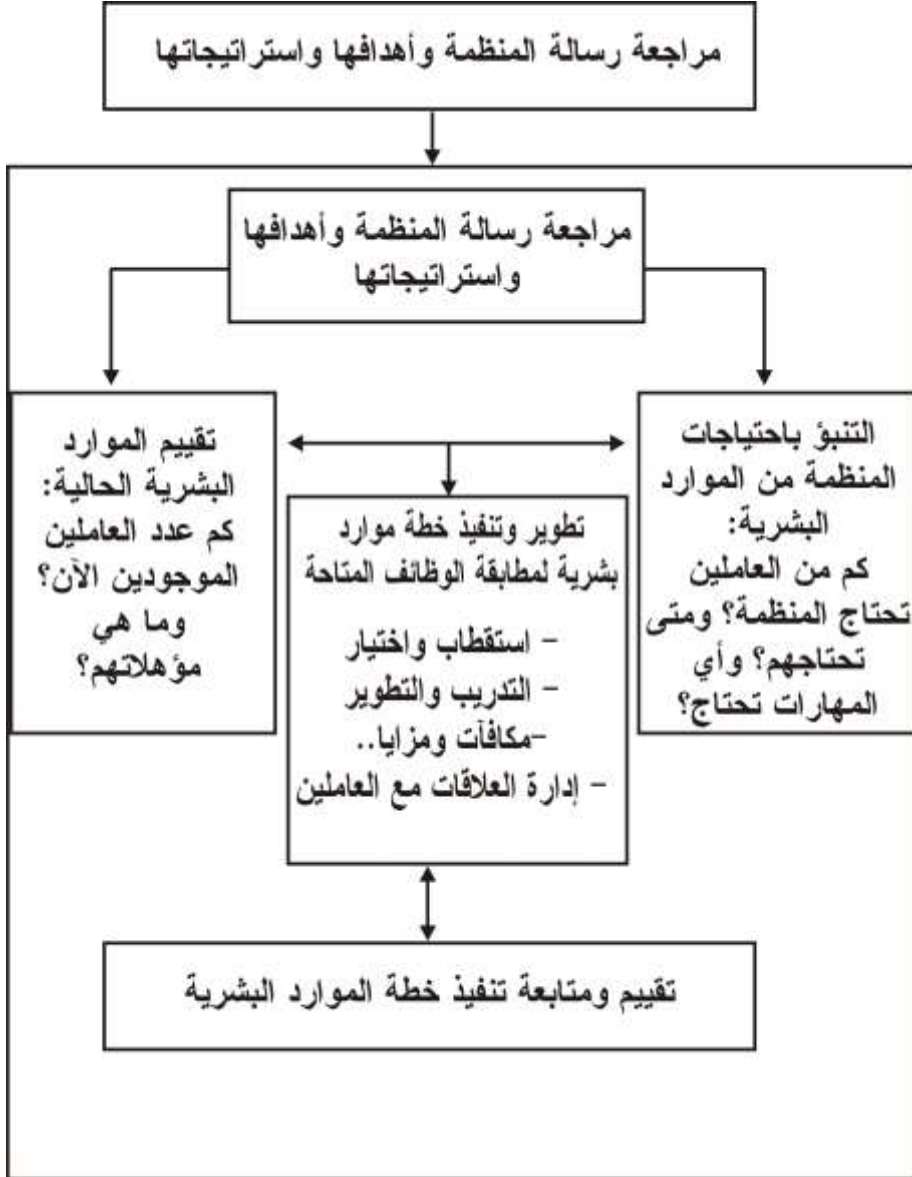 مراجعة رسالة المنظمة وأهدافها واستراتيجاتها
مراجعة رسالة المنظمة وأهدافها
واستراتيجاتها
التنبؤ باحتياجات
المنظمة من الموارد
البشرية:
كم من العاملين
تحتاج المنظمة؟ ومتى
تحتاجهم؟ وأي
المهارات تحتاج؟
تقييم الموارد
البشرية الحالية:
كم عدد العاملين
الموجودين الآن؟
وما هي
مؤهلاتهم؟
تطوير وتنفيذ خطة موارد
بشرية لمطابقة الوظائف المتاحة
- استقطاب واختيار
- التدريب والتطوير
-مكافآت ومزايا..
- إدارة العلاقات مع العاملين
تقييم ومتابعة تنفيذ خطة الموارد البشرية